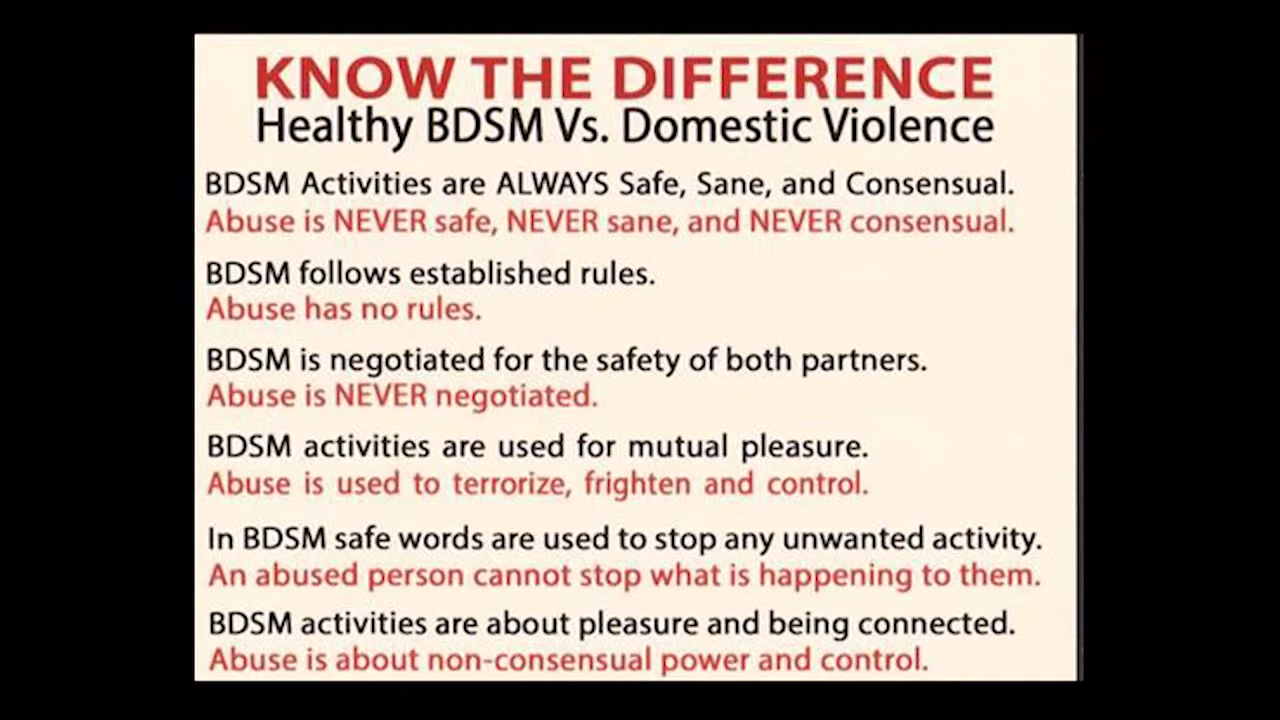 KNOW THE DIFFERENCE
Healthy BDSM Vs. Domestic Violence
BDSM Activities are ALWAYS Safe, Sane, and Consensual.
Abuse is NEVER safe, NEVER sane, and NEVER consensual.
BDSM follows established rules.
Abuse has no rules.
BDSM is negotiated for the safety of both partners.
Abuse is NEVER negotiated.
BDSM activities are used for mutual pleasure.
Abuse is used to terrorize, frighten and control.
In BDSM safe words are used to stop any unwanted activity.
An abused person cannot stop what is happening to them.
BDSM activities are about pleasure and being connected.
Abuse is about non-consensual power and control.